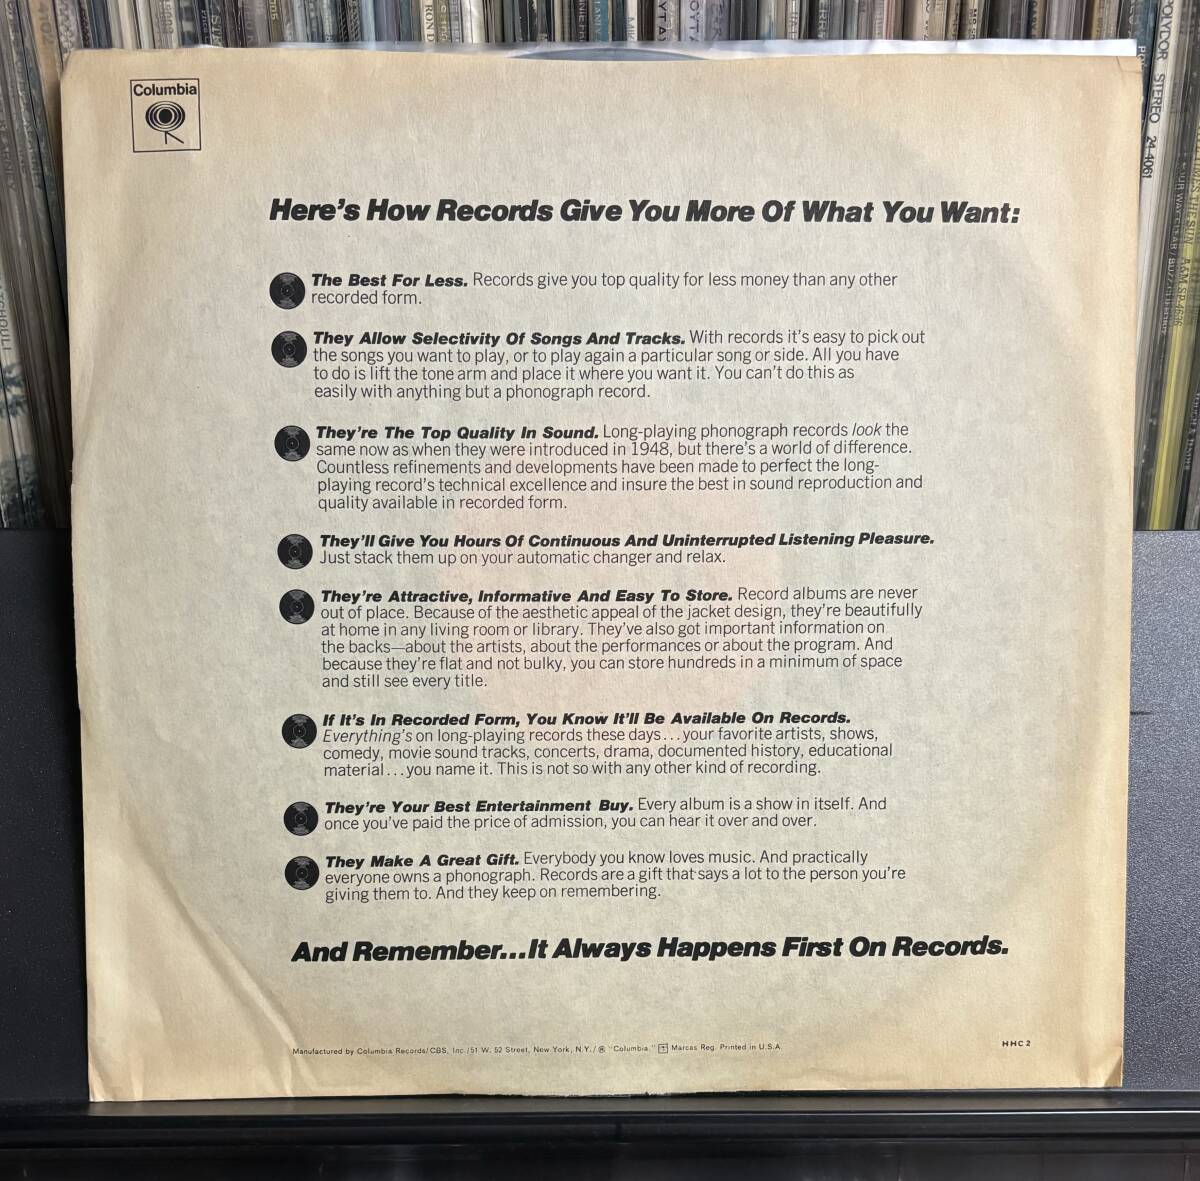 RON D
POLYDOR STEREO 24-4061
Columbia
Here's How Records Give You More Of What You Want:
The Best For Less. Records give you top quality for less money than any other
recorded form.
They Allow Selectivity Of Songs And Tracks. With records it's easy to pick out
the songs you want to play, or to play again a particular song or side. All you have
to do is lift the tone arm and place it where you want it. You can't do this as
easily with anything but a phonograph record.
They're The Top Quality In Sound. Long-playing phonograph records look the
same now as when they were introduced in 1948, but there's a world of difference.
Countless refinements and developments have been made to perfect the long-
playing record's technical excellence and insure the best in sound reproduction and
quality available in recorded form.
They'll Give You Hours Of Continuous And Uninterrupted Listening Pleasure.
Just stack them up on your automatic changer and relax.
They're Attractive, Informative And Easy To Store. Record albums are never
out of place. Because of the aesthetic appeal of the jacket design, they're beautifully
at home in any living room or library. They've also got important information on
the backs—about the artists, about the performances or about the program. And
because they're flat and not bulky, you can store hundreds in a minimum of space
and still see every title.
If It's In Recorded Form, You Know It'll Be Available On Records.
Everything's on long-playing records these days...your favorite artists, shows,
comedy, movie sound tracks, concerts, drama, documented history, educational
material...you name it. This is not so with any other kind of recording.
They're Your Best Entertainment Buy. Every album is a show in itself. And
once you've paid the price of admission, you can hear it over and over.
They Make A Great Gift. Everybody you know loves music. And practically
everyone owns a phonograph. Records are a gift that says a lot to the person you're
giving them to. And they keep on remembering.
And Remember...It Always Happens First On Records.
Manufactured by Columbia Records/CBS, Inc./51 W. 52 Street, New York, N.Y./® "Columbia," Marcas Reg. Printed in U.S.A.
HHC 2